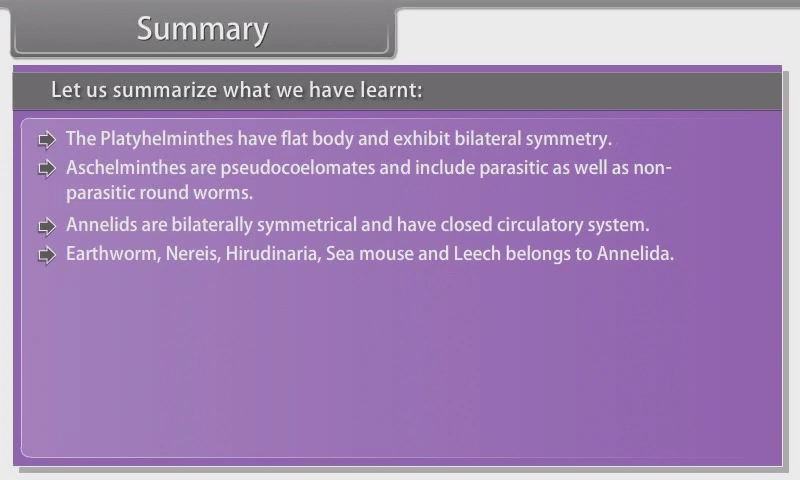 Summary
Let us summarize what we have learnt:
The Platyhelminthes have flat body and exhibit bilateral symmetry.
Aschelminthes are pseudocoelomates and include parasitic as well as non-
parasitic round worms.
Annelids are bilaterally symmetrical and have closed circulatory system.
Earthworm, Nereis, Hirudinaria, Sea mouse and Leech belongs to Annelida.